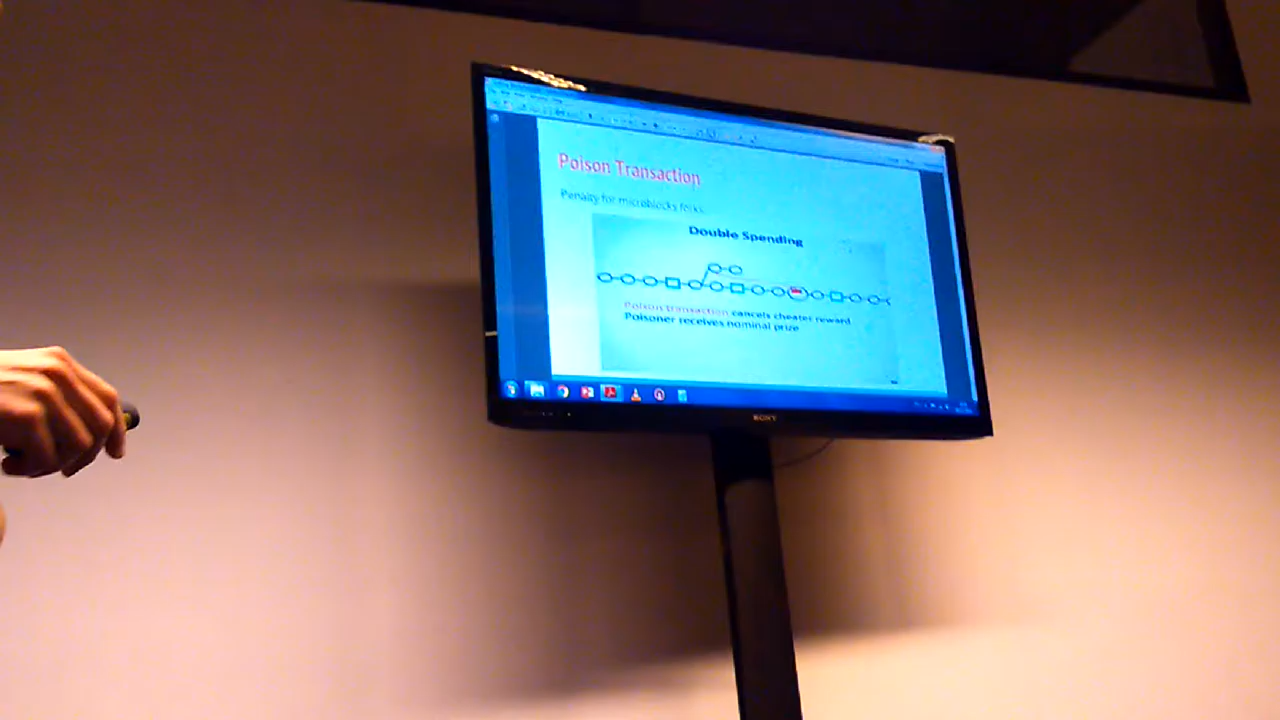 Poison Transaction
Penalty for microblocks forks.
Double Spending
Poison transaction cancels cheater reward
Poisoner receives nominal prize
SONY